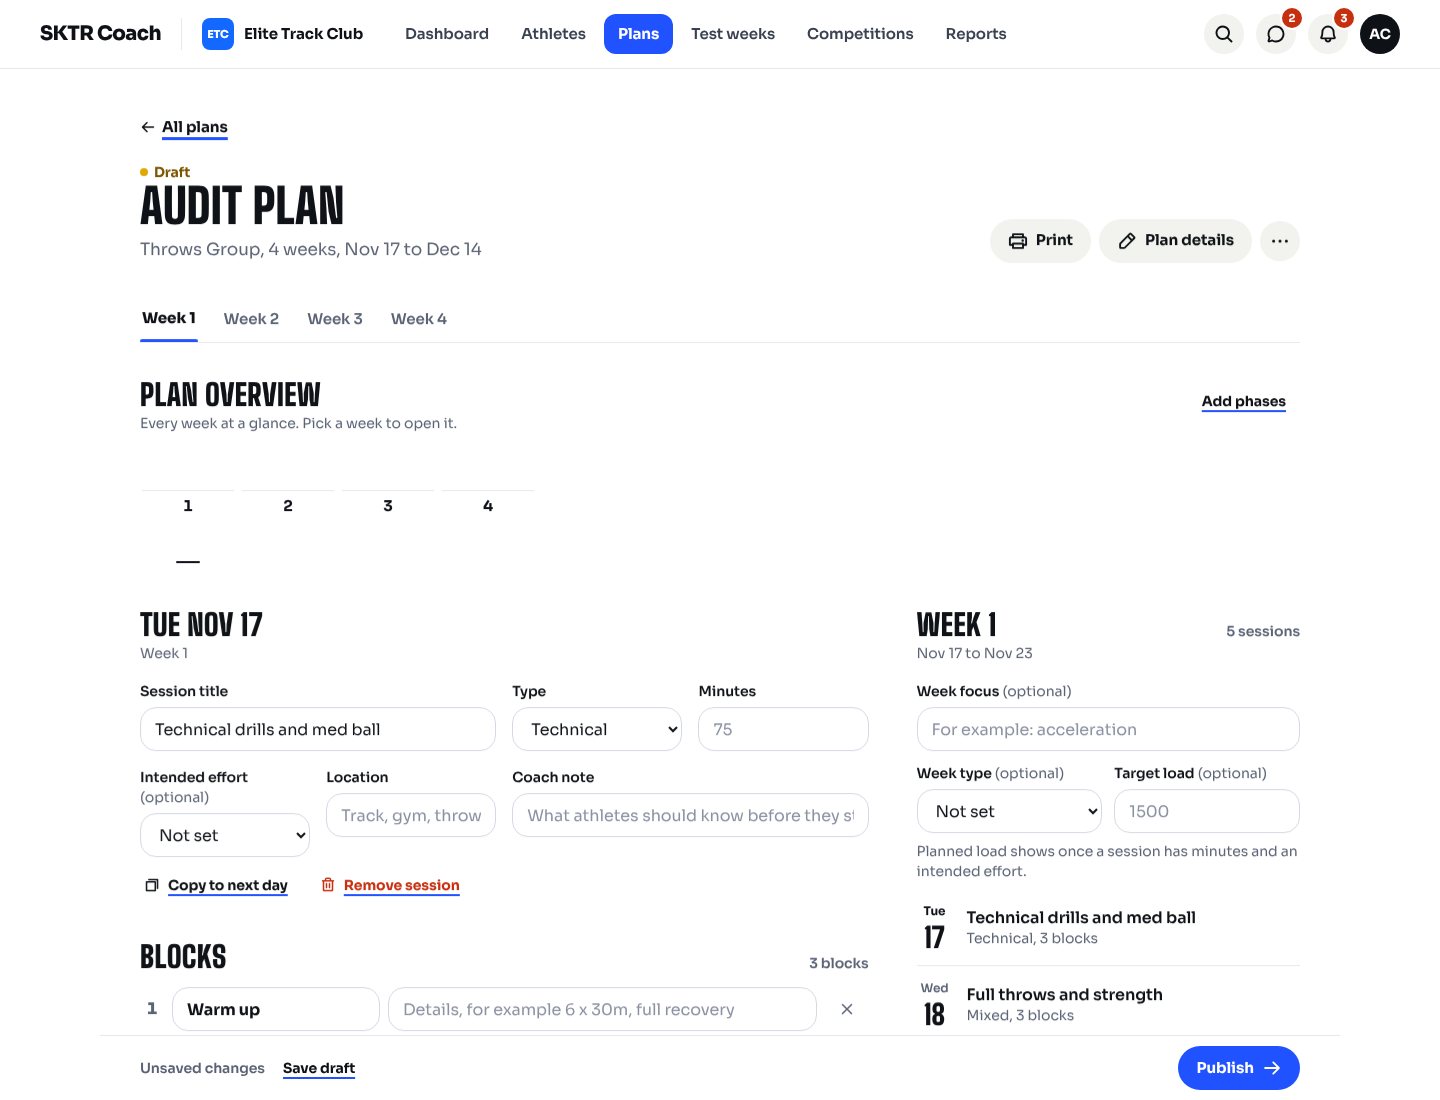 SKTR Coach
ETC
Elite Track Club
Dashboard
Athletes
Plans
Test weeks
Competitions
Reports
2
3
AC
All plans
Draft
AUDIT PLAN
Throws Group, 4 weeks, Nov 17 to Dec 14
Print
Plan details
Week 1
Week 2
Week 3
Week 4
PLAN OVERVIEW
Every week at a glance. Pick a week to open it.
Add phases
1
2
3
4
TUE NOV 17
Week 1
Session title
Type
Minutes
Technical drills and med ball
Technical
75
Intended effort
(optional)
Location
Coach note
Not set
Track, gym, throw
What athletes should know before they st
Copy to next day
Remove session
BLOCKS
3 blocks
1
Warm up
Details, for example 6 x 30m, full recovery
WEEK 1
5 sessions
Nov 17 to Nov 23
Week focus (optional)
For example: acceleration
Week type (optional)
Target load (optional)
Not set
1500
Planned load shows once a session has minutes and an
intended effort.
Tue
17
Technical drills and med ball
Technical, 3 blocks
Wed
18
Full throws and strength
Mixed, 3 blocks
Unsaved changes
Save draft
Publish